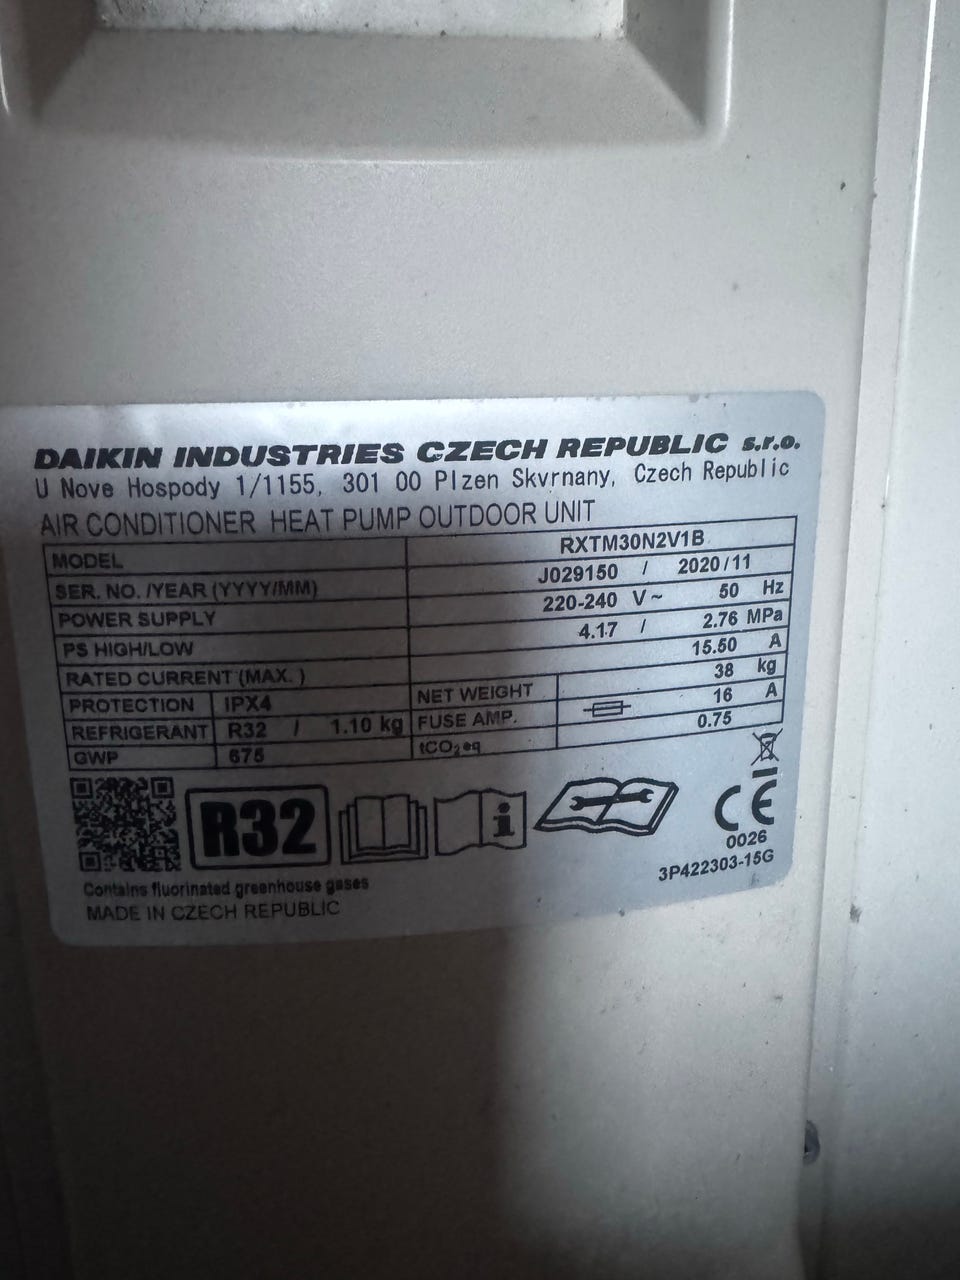 DAIKIN INDUSTRIES CZECH REPUBLIC s.r.o.
U Nove Hospody 1/1155, 301 00 Plzen Skvrnany, Czech Republic
AIR CONDITIONER HEAT PUMP OUTDOOR UNIT
MODEL RXTM30N2V1B
SER. NO. /YEAR (YYYY/MM) J029150 / 2020/11
POWER SUPPLY 220-240 V~ 50 Hz
PS HIGH/LOW 4.17 / 2.76 MPa
RATED CURRENT (MAX.) 15.50 A
PROTECTION IPX4 NET WEIGHT 38 kg
REFRIGERANT R32 / 1.10 kg FUSE AMP. 16 A
GWP 675 tCO₂eq 0.75
R32 i CE
0026
3P422303-15G
Contains fluorinated greenhouse gases
MADE IN CZECH REPUBLIC